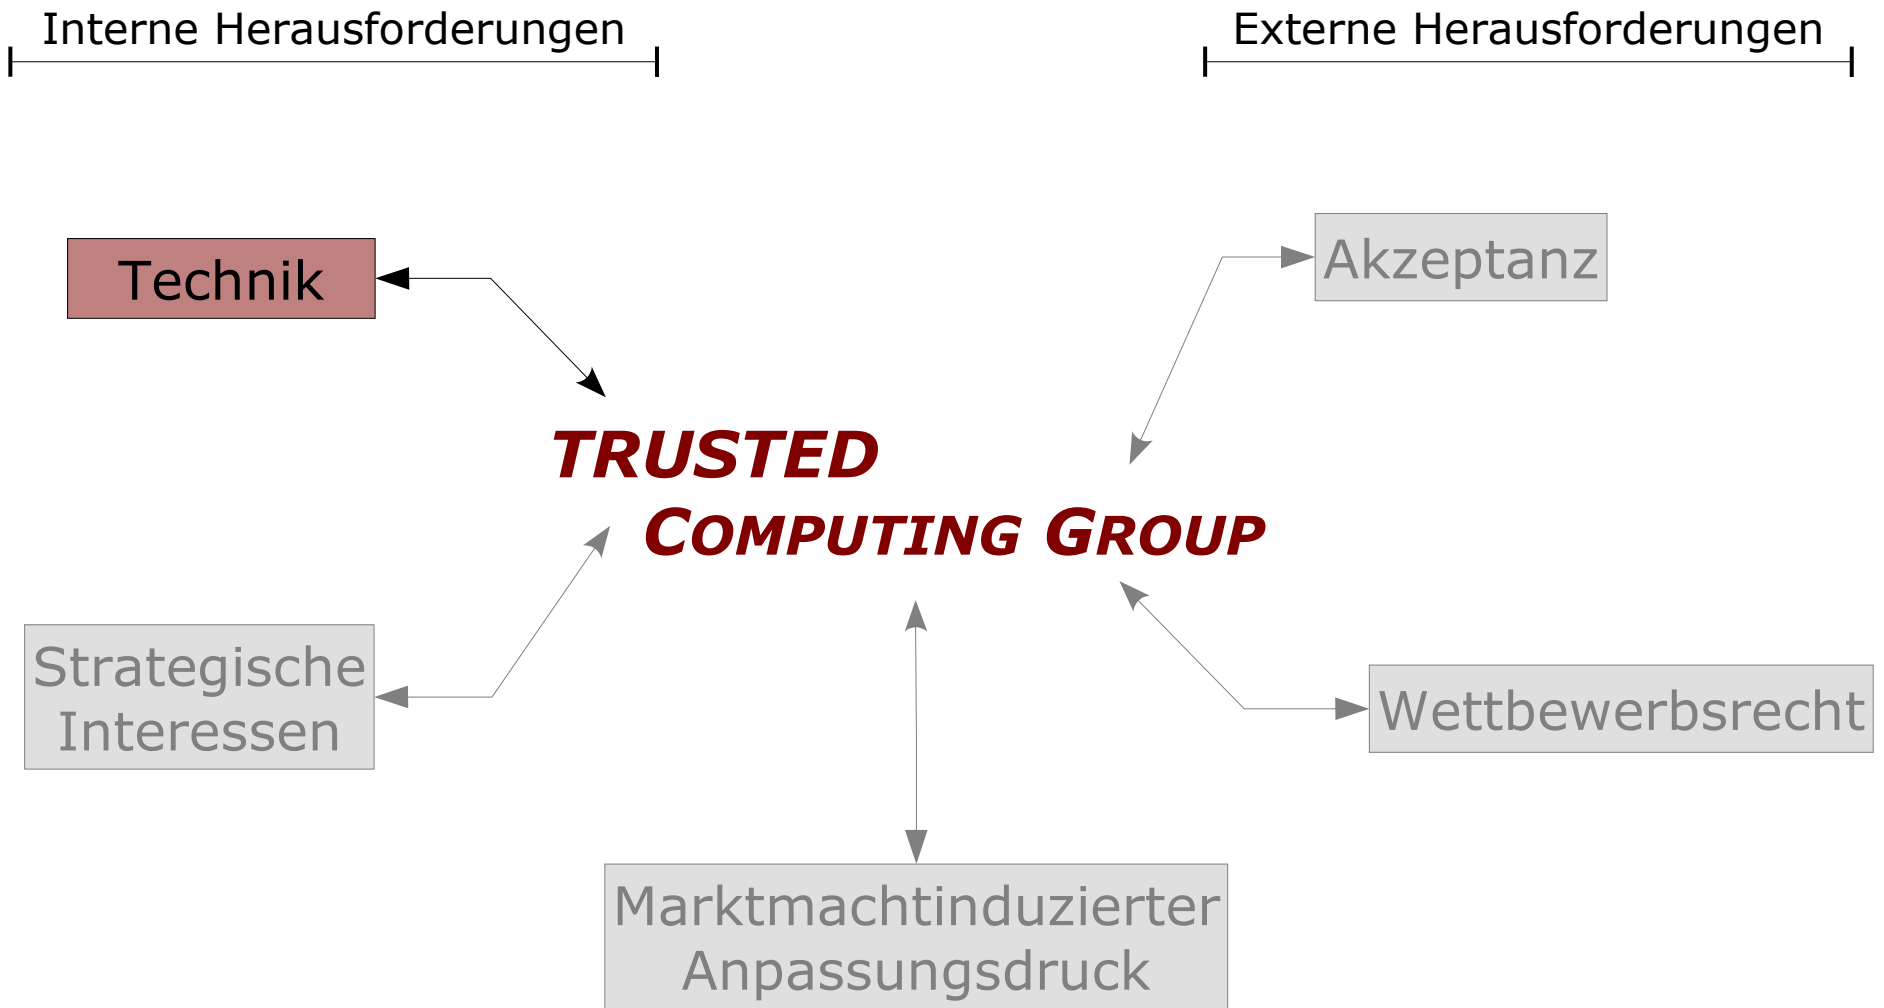 Interne Herausforderungen
Externe Herausforderungen
Technik
Akzeptanz
TRUSTED
COMPUTING GROUP
Strategische
Interessen
Wettbewerbsrecht
Marktmachtinduzierter
Anpassungsdruck